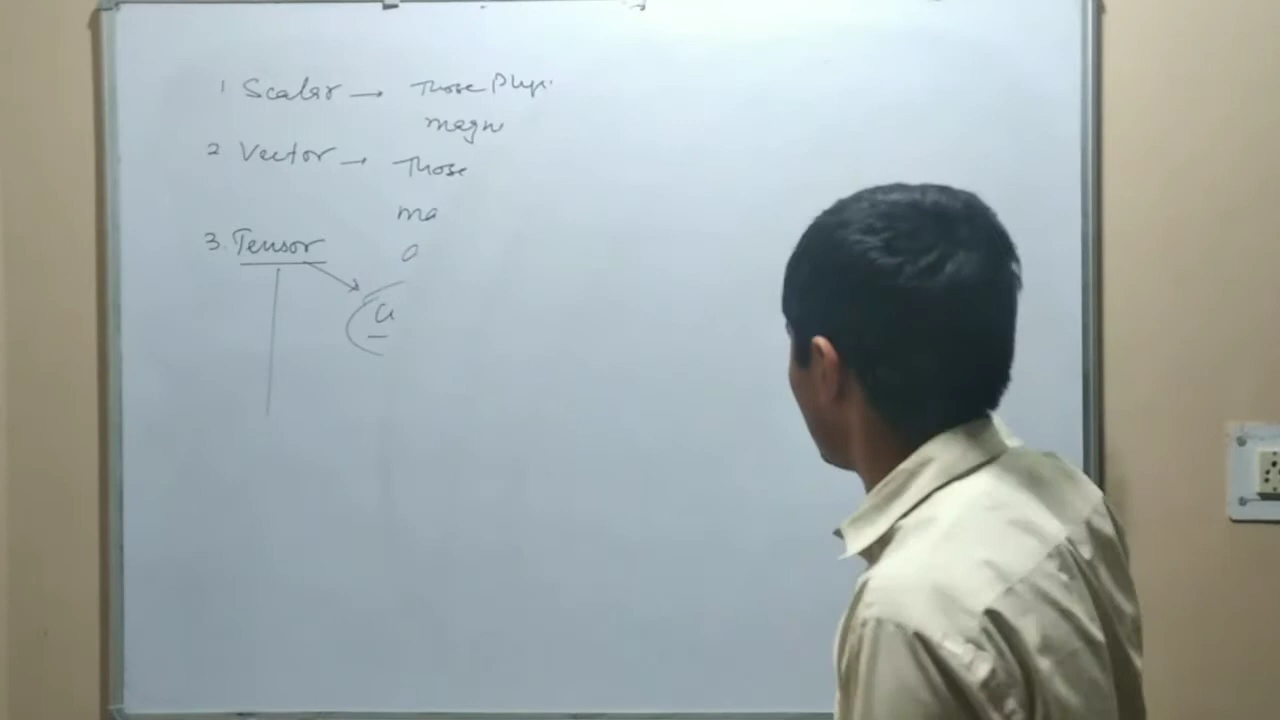 1 Scalar → Those Phys.
magn
2 Vector → Those
ma
3. Tensor
a